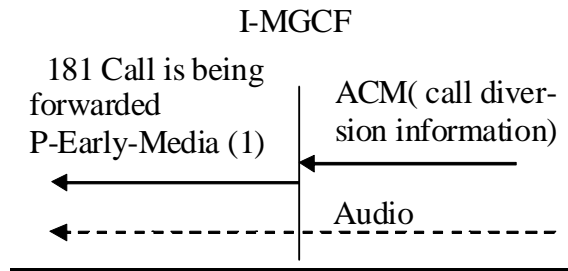 I-MGCF
181 Call is being
forwarded
P-Early-Media (1)
ACM( call diver-
sion information)
Audio